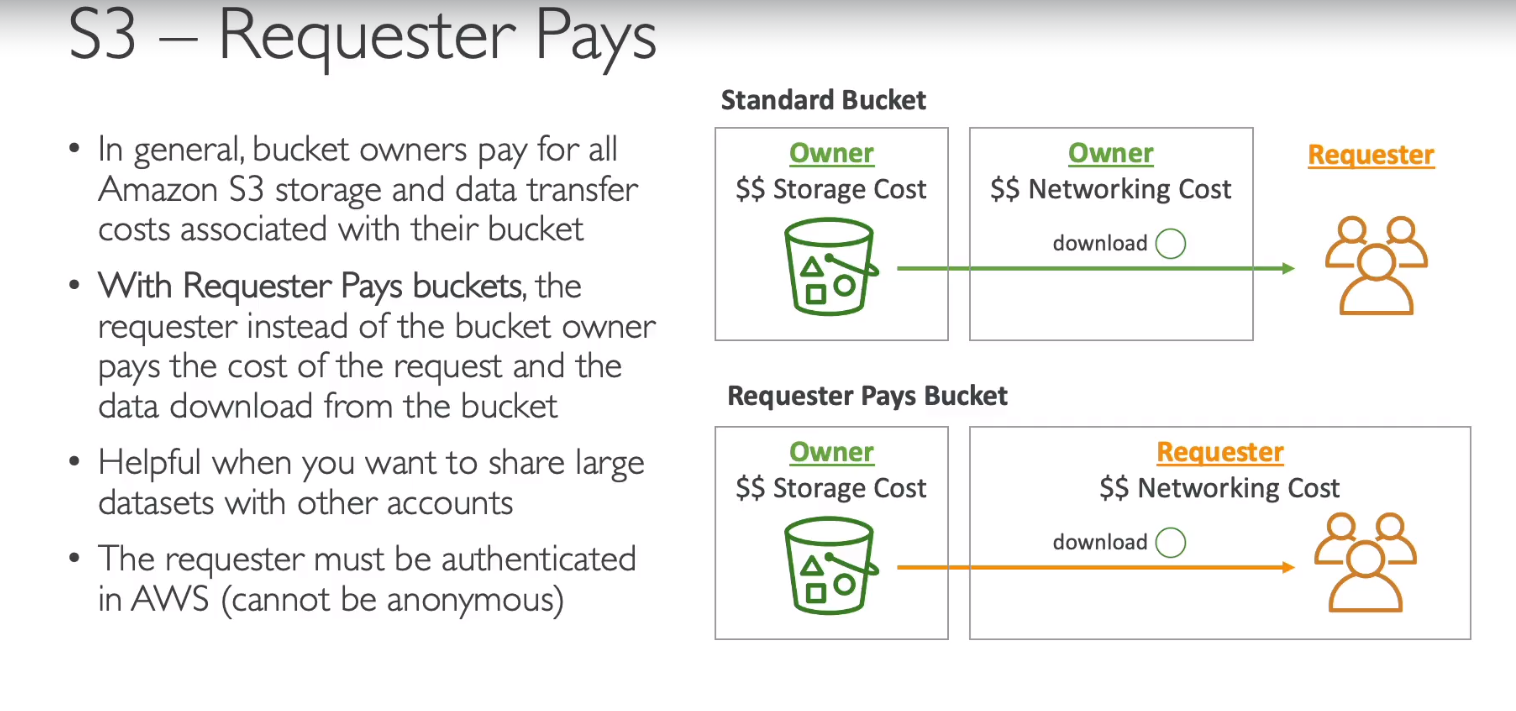 S3 – Requester Pays
• In general, bucket owners pay for all
Amazon S3 storage and data transfer
costs associated with their bucket
• With Requester Pays buckets, the
requester instead of the bucket owner
pays the cost of the request and the
data download from the bucket
• Helpful when you want to share large
datasets with other accounts
• The requester must be authenticated
in AWS (cannot be anonymous)
Standard Bucket
Owner
$$ Storage Cost
Owner
$$ Networking Cost
download
Requester
Requester Pays Bucket
Owner
$$ Storage Cost
Requester
$$ Networking Cost
download